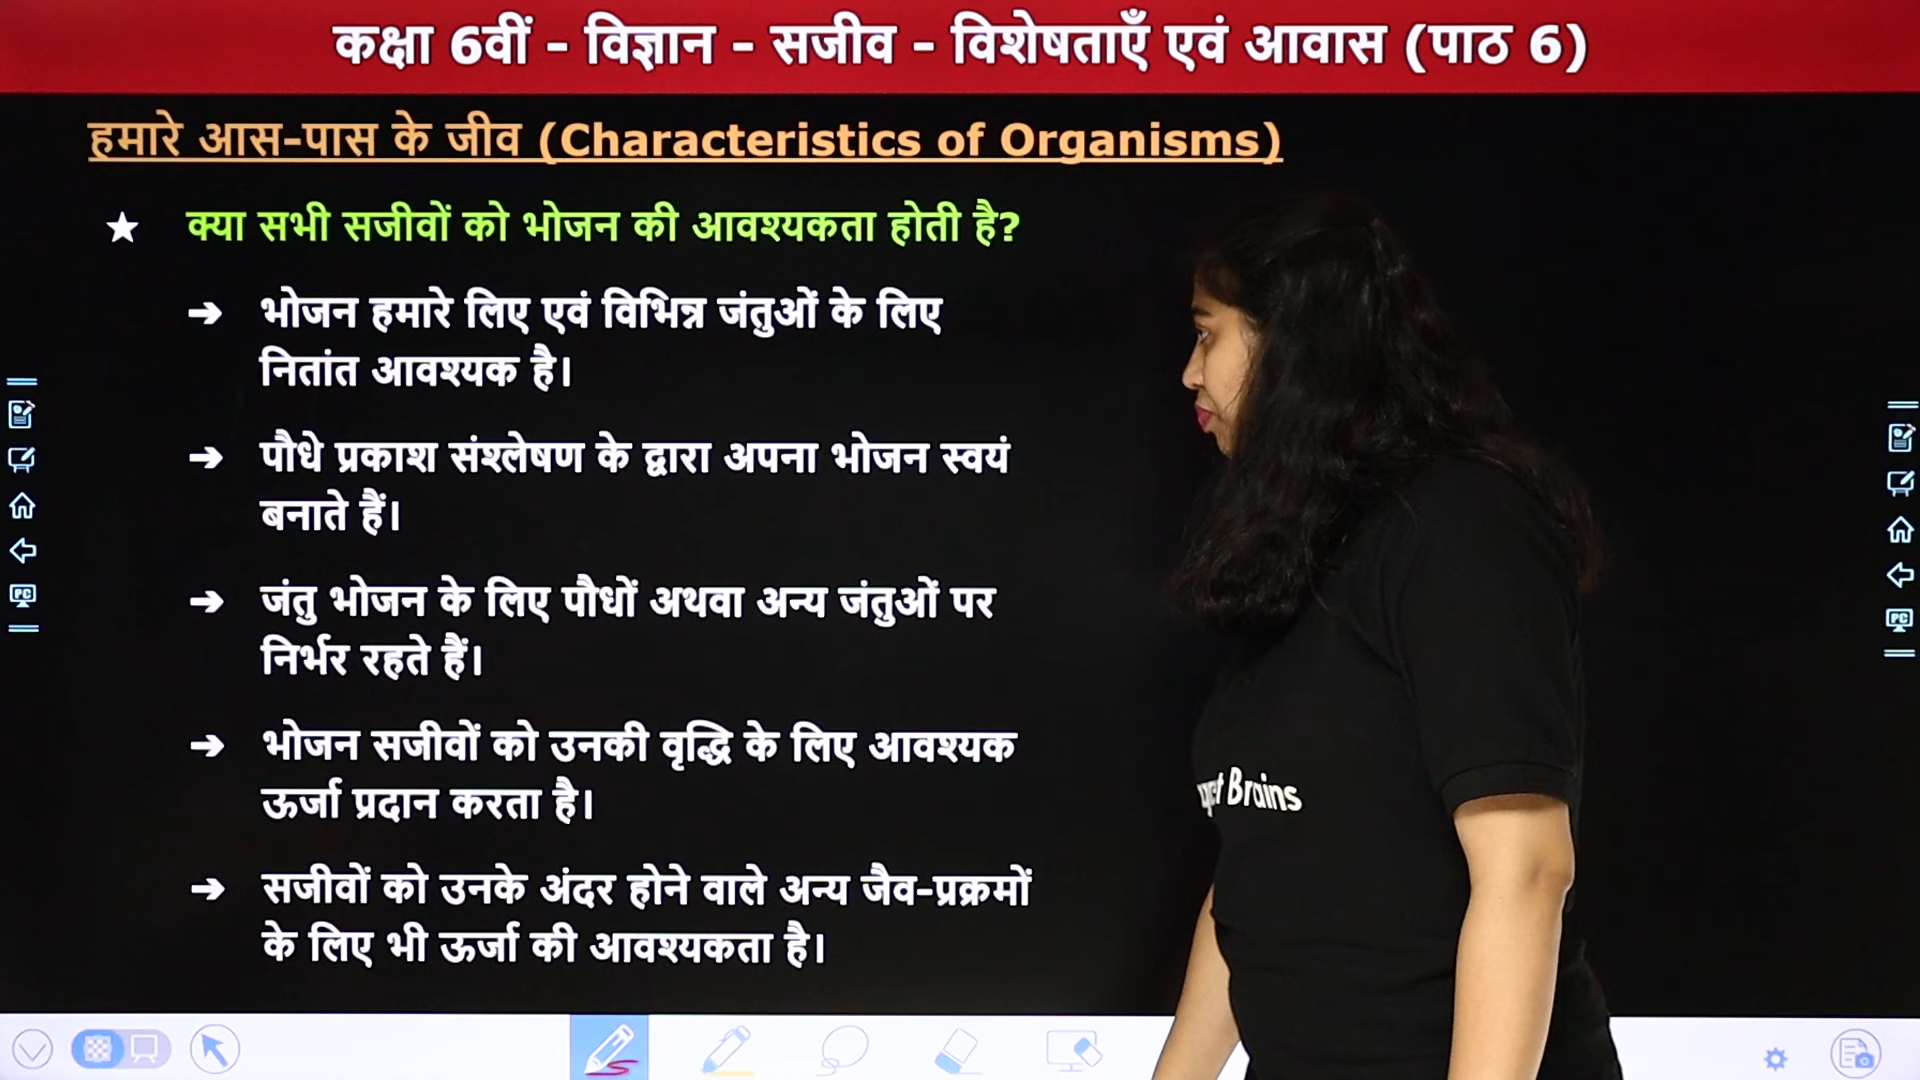 कक्षा 6वीं - विज्ञान - सजीव - विशेषताएँ एवं आवास (पाठ 6)
हमारे आस-पास के जीव (Characteristics of Organisms)
★ क्या सभी सजीवों को भोजन की आवश्यकता होती है?
➔ भोजन हमारे लिए एवं विभिन्न जंतुओं के लिए
नितांत आवश्यक है।
➔ पौधे प्रकाश संश्लेषण के द्वारा अपना भोजन स्वयं
बनाते हैं।
➔ जंतु भोजन के लिए पौधों अथवा अन्य जंतुओं पर
निर्भर रहते हैं।
➔ भोजन सजीवों को उनकी वृद्धि के लिए आवश्यक
ऊर्जा प्रदान करता है।
➔ सजीवों को उनके अंदर होने वाले अन्य जैव-प्रक्रमों
के लिए भी ऊर्जा की आवश्यकता है।
Brains
PC
PC